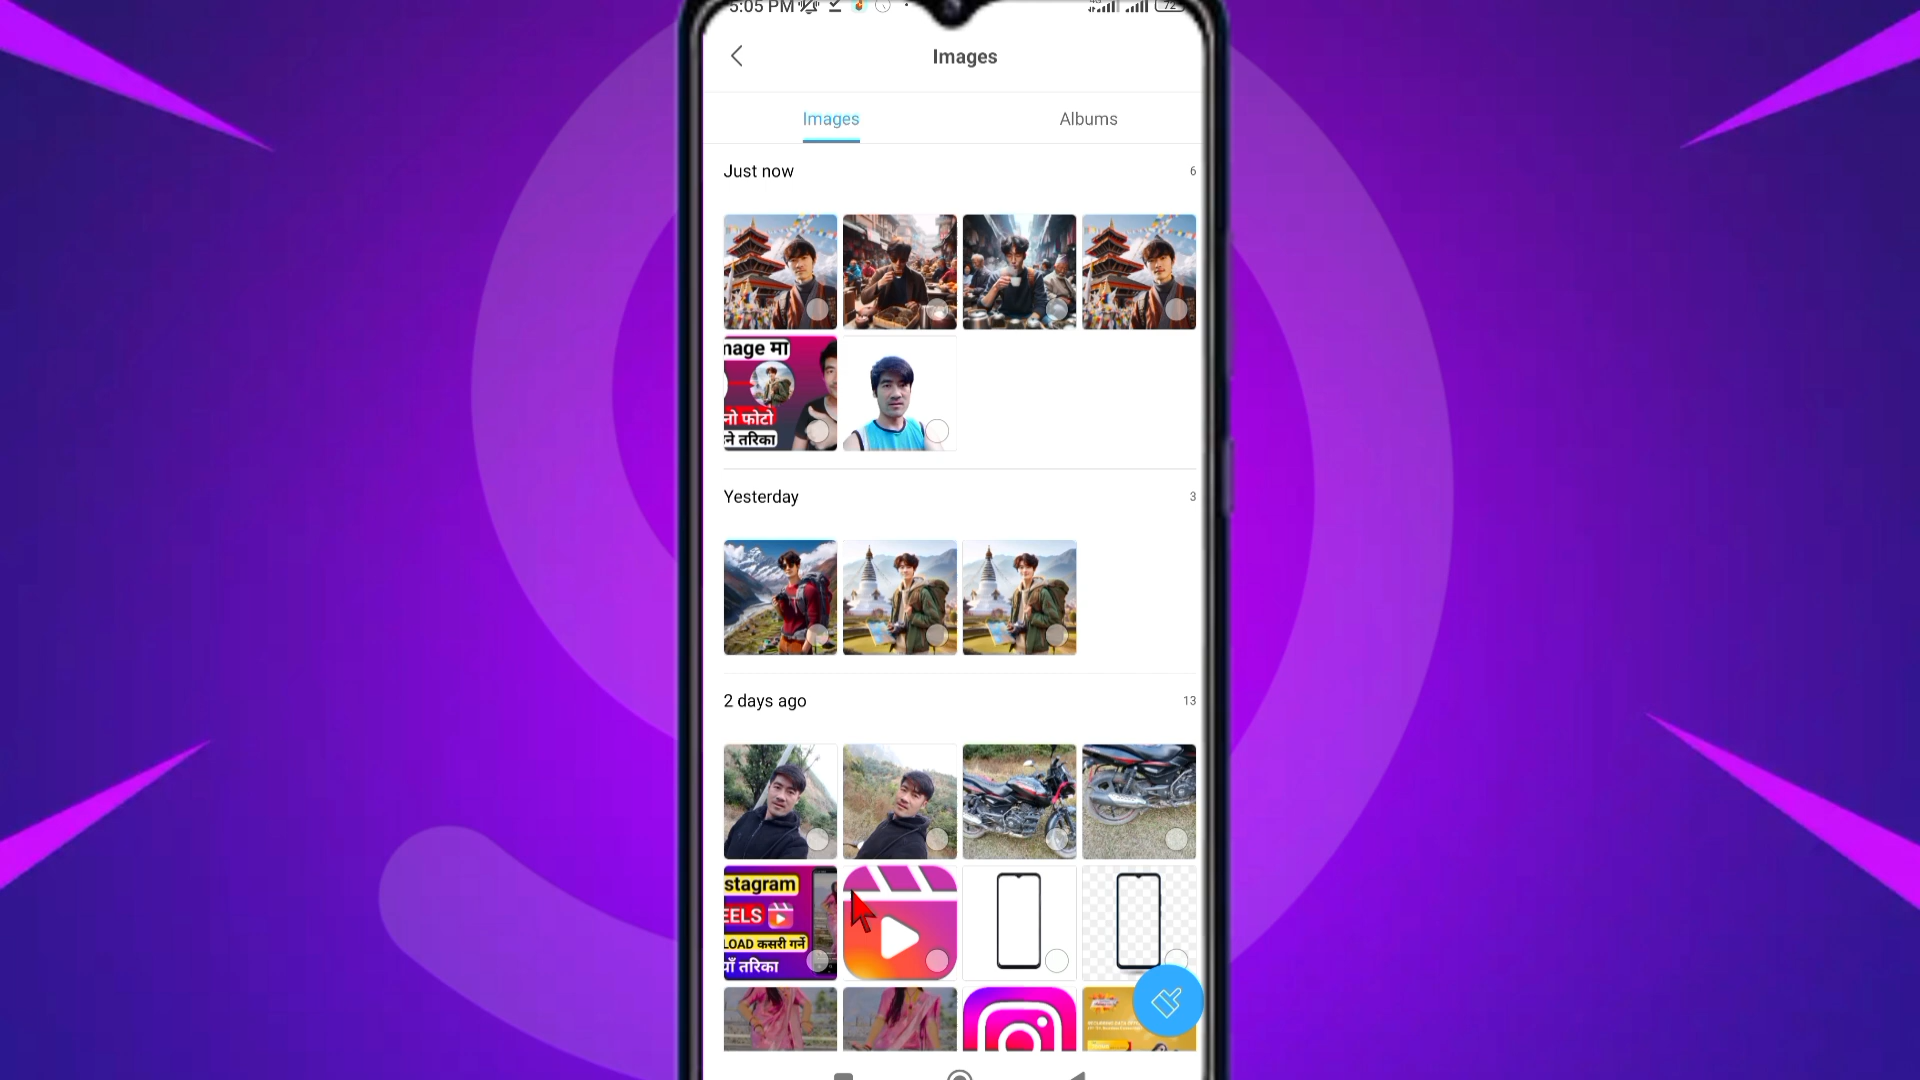 5:05 PM
72
Images
Images
Albums
Just now
6
मा
नो फोटो
ने तरिका
Yesterday
3
2 days ago
13
stagram
EELS
LOAD कसरी गर्ने
तरिका